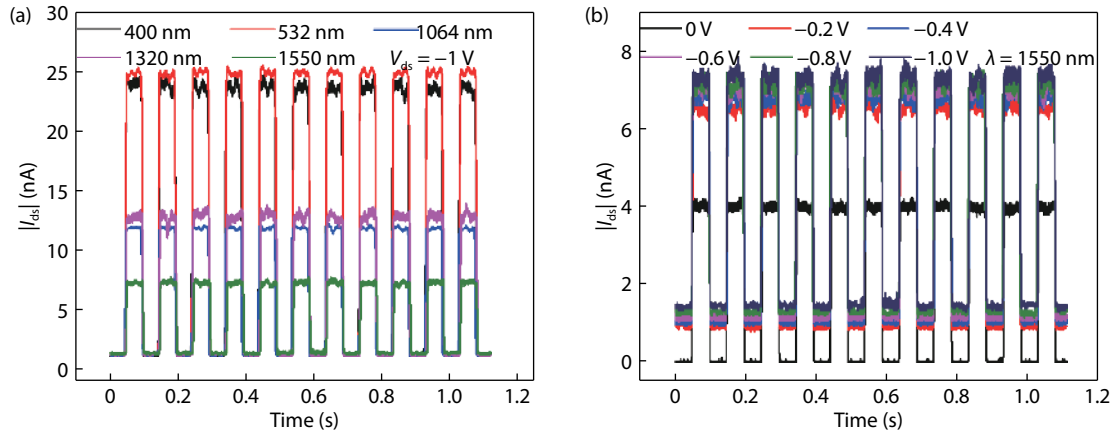 (a)
400 nm 532 nm 1064 nm
1320 nm 1550 nm V_ds = −1 V
30
25
20
15
10
5
0
|I_ds| (nA)
0 0.2 0.4 0.6 0.8 1.0 1.2
Time (s)
(b)
0 V −0.2 V −0.4 V
−0.6 V −0.8 V −1.0 V λ = 1550 nm
8
6
4
2
0
|I_ds| (nA)
0 0.2 0.4 0.6 0.8 1.0 1.2
Time (s)